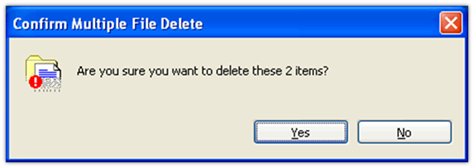 Confirm Multiple File Delete
Are you sure you want to delete these 2 items?
Yes No